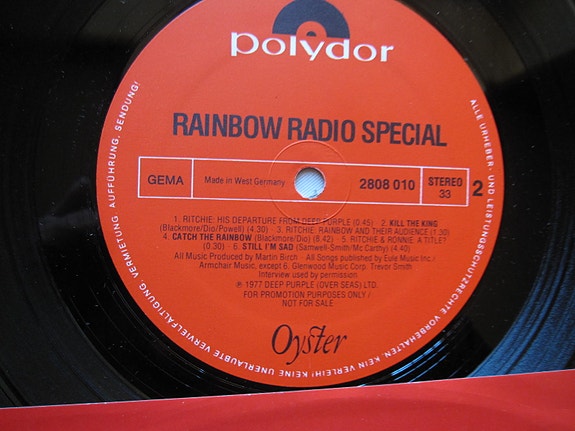 polydor
RAINBOW RADIO SPECIAL
GEMA
Made in West Germany
2808 010
STEREO
33
2
1. RITCHIE: HIS DEPARTURE FROM DEEP PURPLE (0.45) 2. KILL THE KING
(Blackmore/Dio/Powell) (4.30) 3. RITCHIE: RAINBOW AND THEIR AUDIENCE (1.30)
4. CATCH THE RAINBOW (Blackmore/Dio) (8.42) 5. RITCHIE & RONNIE: A TITLE?
(0.30) 6. STILL I'M SAD (Samwell-Smith/Mc Carthy) (4.40)
All Music Produced by Martin Birch All Songs published by Eule Music Inc./
Armchair Music, except 6. Glenwood Music Corp. Trevor Smith
Interview used by permission
℗ 1977 DEEP PURPLE (OVER SEAS) LTD.
FOR PROMOTION PURPOSES ONLY /
NOT FOR SALE
Oyster
ALLE URHEBER- UND LEISTUNGSSCHUTZRECHTE VORBEHALTEN. KEIN VERLEIH! KEINE UNERLAUBTE VERVIELFÄLTIGUNG, VERMIETUNG, AUFFÜHRUNG, SENDUNG!